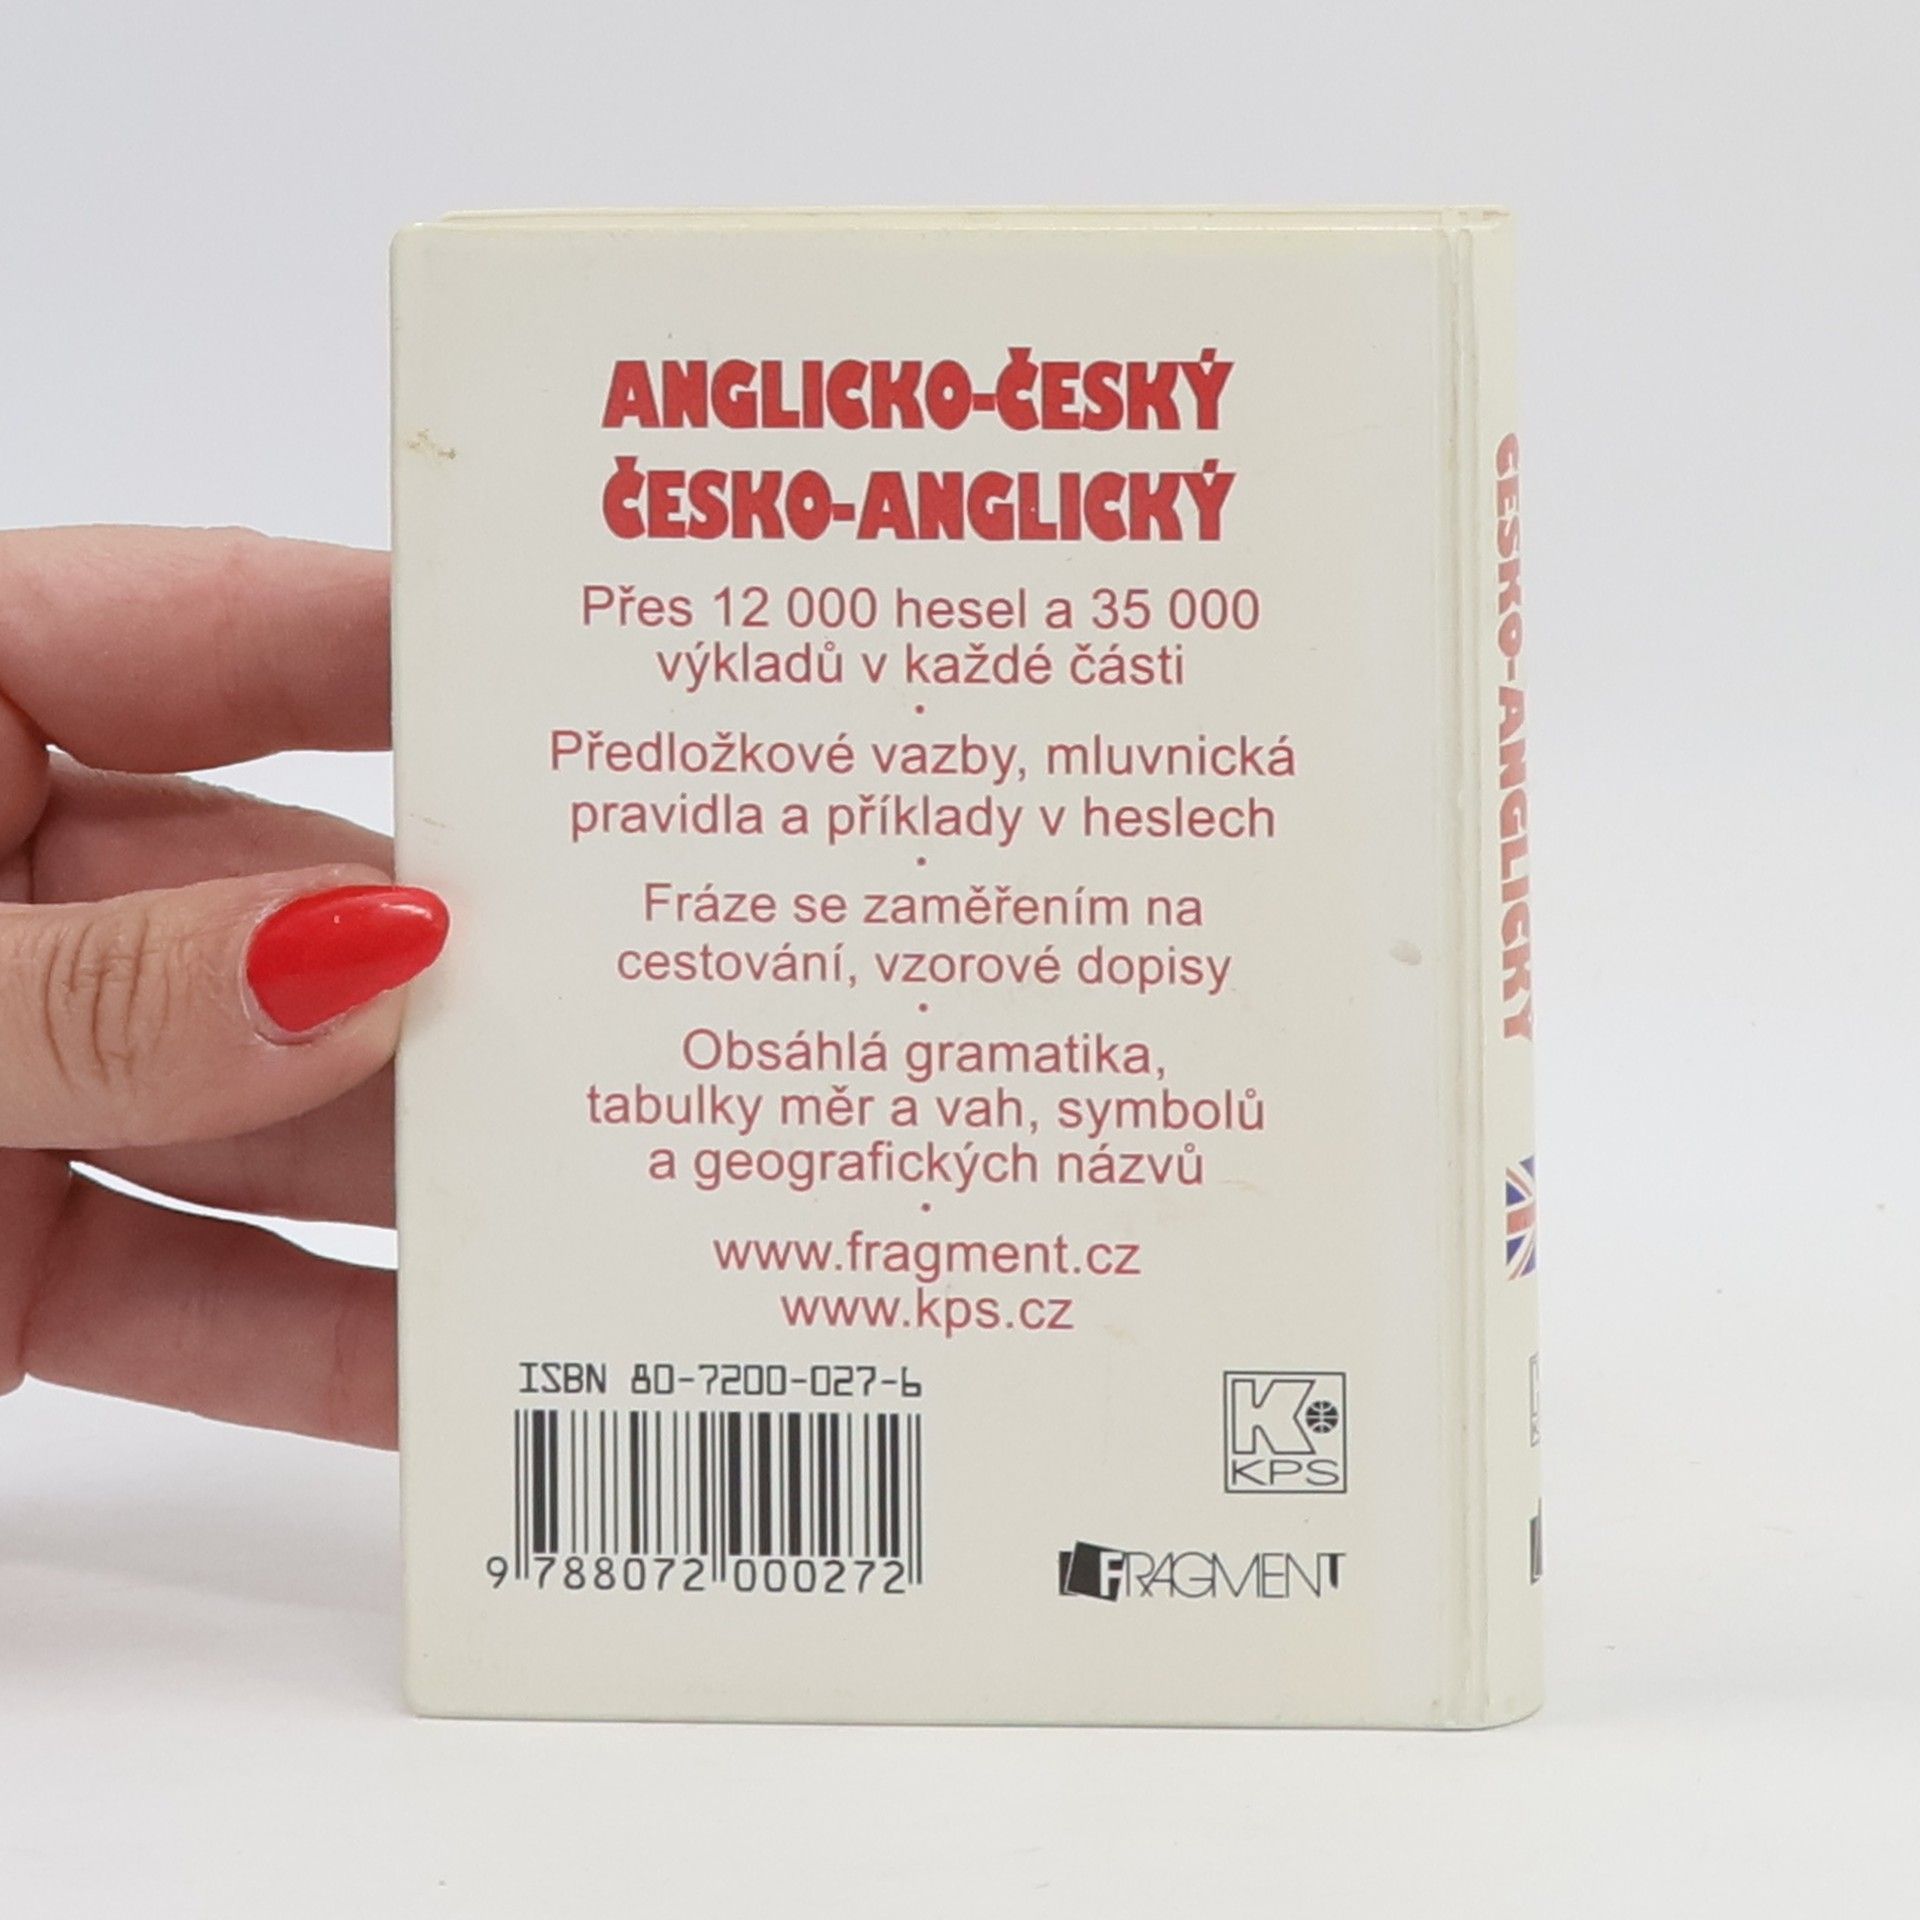 ANGLICKO-ČESKÝ
ČESKO-ANGLICKÝ
Přes 12 000 hesel a 35 000
výkladů v každé části
•
Předložkové vazby, mluvnická
pravidla a příklady v heslech
•
Fráze se zaměřením na
cestování, vzorové dopisy
•
Obsáhlá gramatika,
tabulky měr a vah, symbolů
a geografických názvů
•
www.fragment.cz
www.kps.cz
ISBN 80-7200-027-6
9 788072 000272
K
KPS
FRAGMENT
ČESKO-ANGLICKÝ